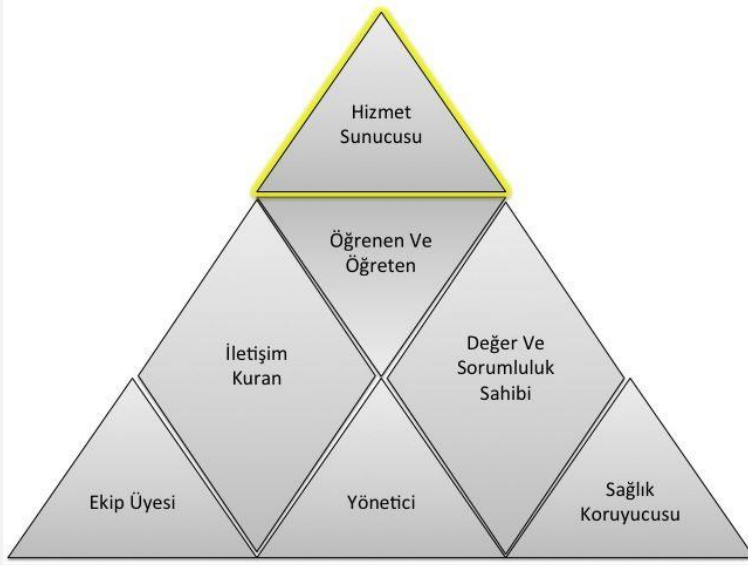 Hizmet
Sunucusu
Öğrenen Ve
Öğreten
İletişim
Kuran
Değer Ve
Sorumluluk
Sahibi
Ekip Üyesi
Yönetici
Sağlık
Koruyucusu